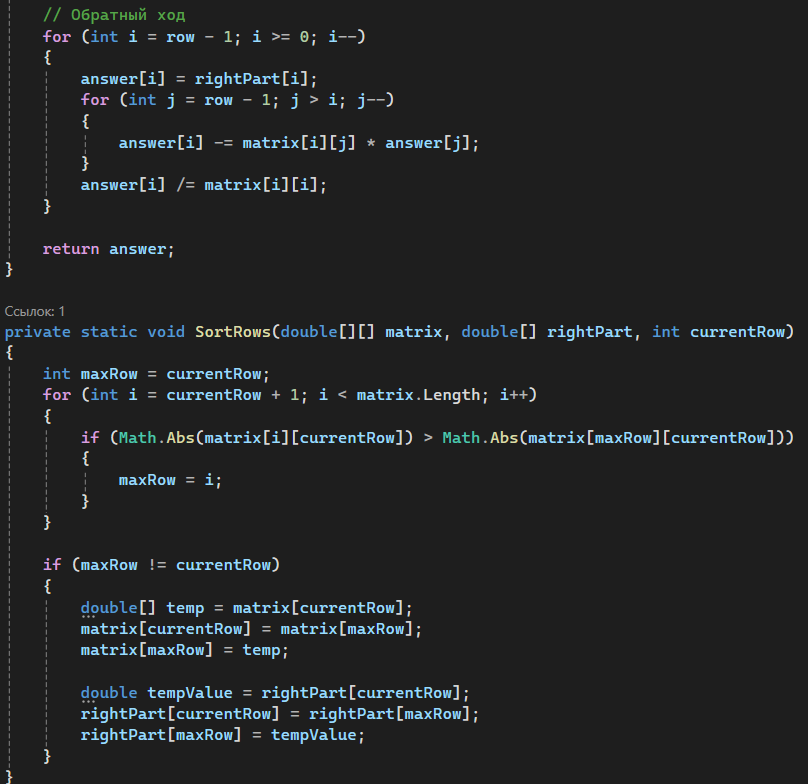 // Обратный ход
for (int i = row - 1; i >= 0; i--)
{
answer[i] = rightPart[i];
for (int j = row - 1; j > i; j--)
{
answer[i] -= matrix[i][j] * answer[j];
}
answer[i] /= matrix[i][i];
}
return answer;
}
Ссылок: 1
private static void SortRows(double[][] matrix, double[] rightPart, int currentRow)
{
int maxRow = currentRow;
for (int i = currentRow + 1; i < matrix.Length; i++)
{
if (Math.Abs(matrix[i][currentRow]) > Math.Abs(matrix[maxRow][currentRow]))
{
maxRow = i;
}
}
if (maxRow != currentRow)
{
double[] temp = matrix[currentRow];
matrix[currentRow] = matrix[maxRow];
matrix[maxRow] = temp;
double tempValue = rightPart[currentRow];
rightPart[currentRow] = rightPart[maxRow];
rightPart[maxRow] = tempValue;
}
}